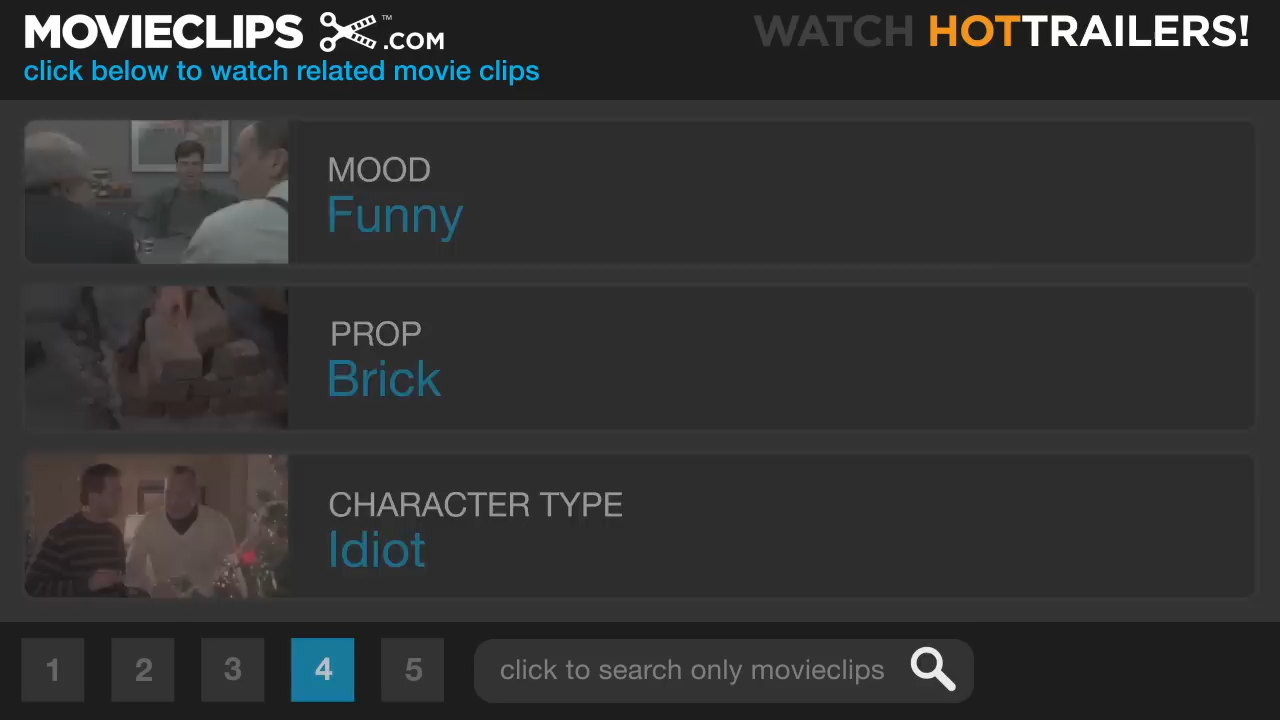 MOVIECLIPS ™ .COM
WATCH HOTTRAILERS!
click below to watch related movie clips
MOOD
Funny
PROP
Brick
CHARACTER TYPE
Idiot
1 2 3 4 5 click to search only movieclips